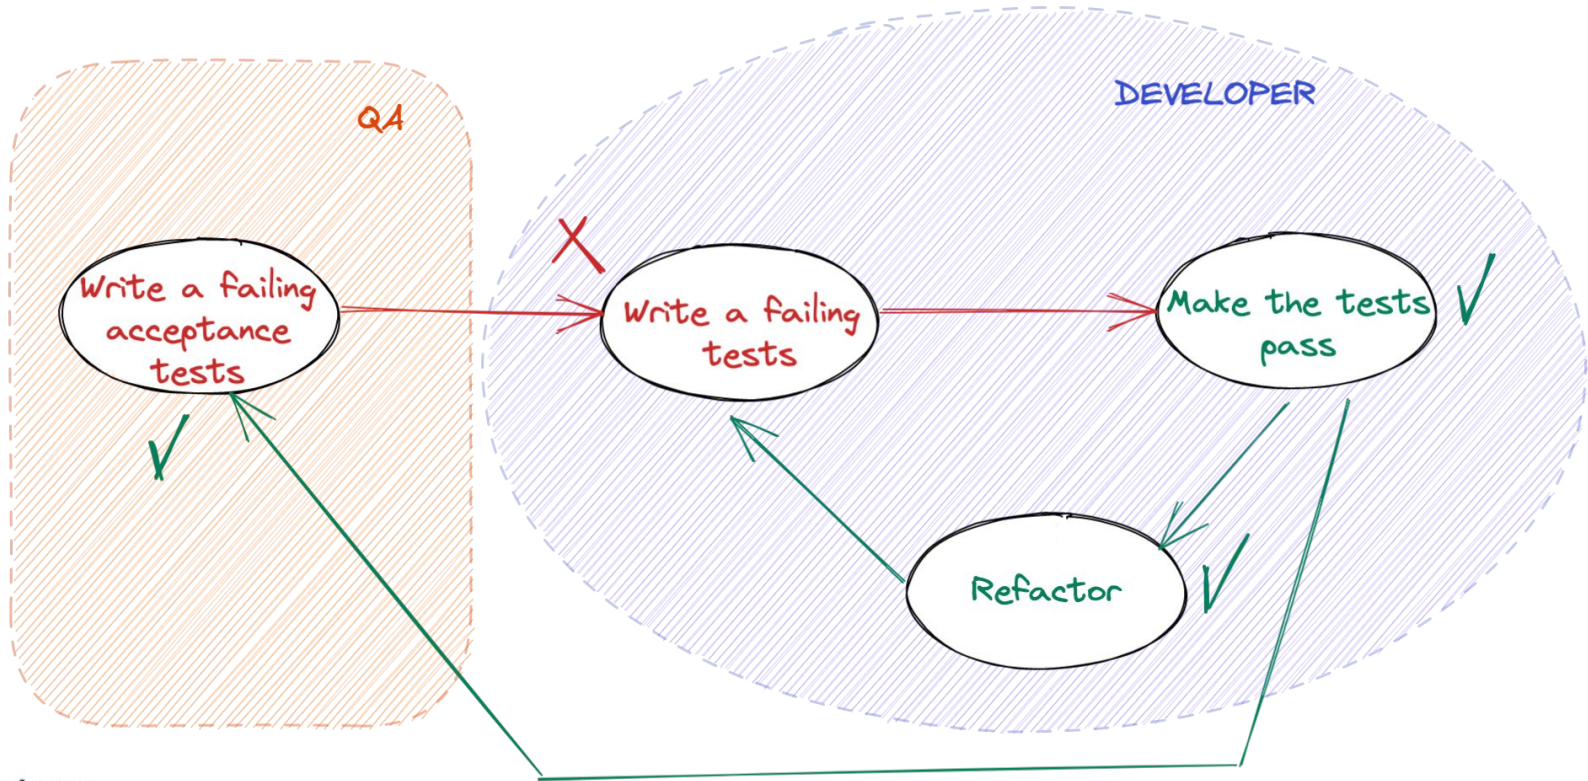 QA
DEVELOPER
Write a failing
acceptance
tests
Write a failing
tests
Make the tests
pass
Refactor